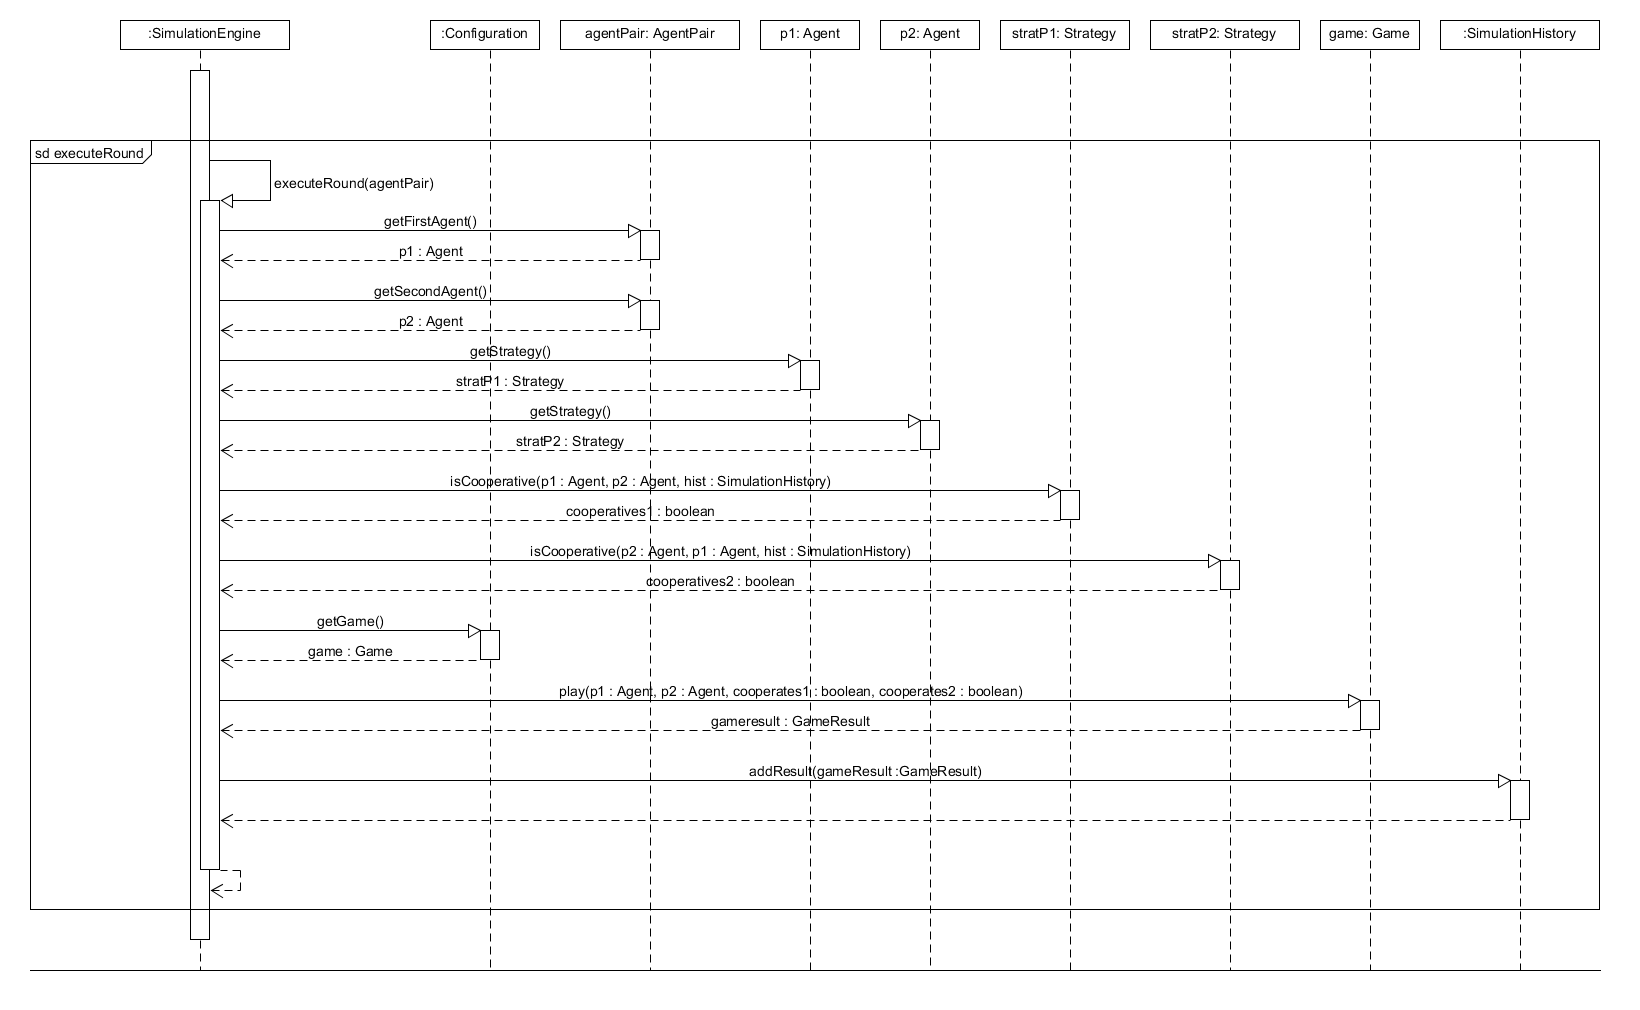 :SimulationEngine
:Configuration
agentPair: AgentPair
p1: Agent
p2: Agent
stratP1: Strategy
stratP2: Strategy
game: Game
:SimulationHistory
sd executeRound
executeRound(agentPair)
getFirstAgent()
p1 : Agent
getSecondAgent()
p2 : Agent
getStrategy()
stratP1 : Strategy
getStrategy()
stratP2 : Strategy
isCooperative(p1 : Agent, p2 : Agent, hist : SimulationHistory)
cooperatives1 : boolean
isCooperative(p2 : Agent, p1 : Agent, hist : SimulationHistory)
cooperatives2 : boolean
getGame()
game : Game
play(p1 : Agent, p2 : Agent, cooperates1 : boolean, cooperates2 : boolean)
gameresult : GameResult
addResult(gameResult :GameResult)